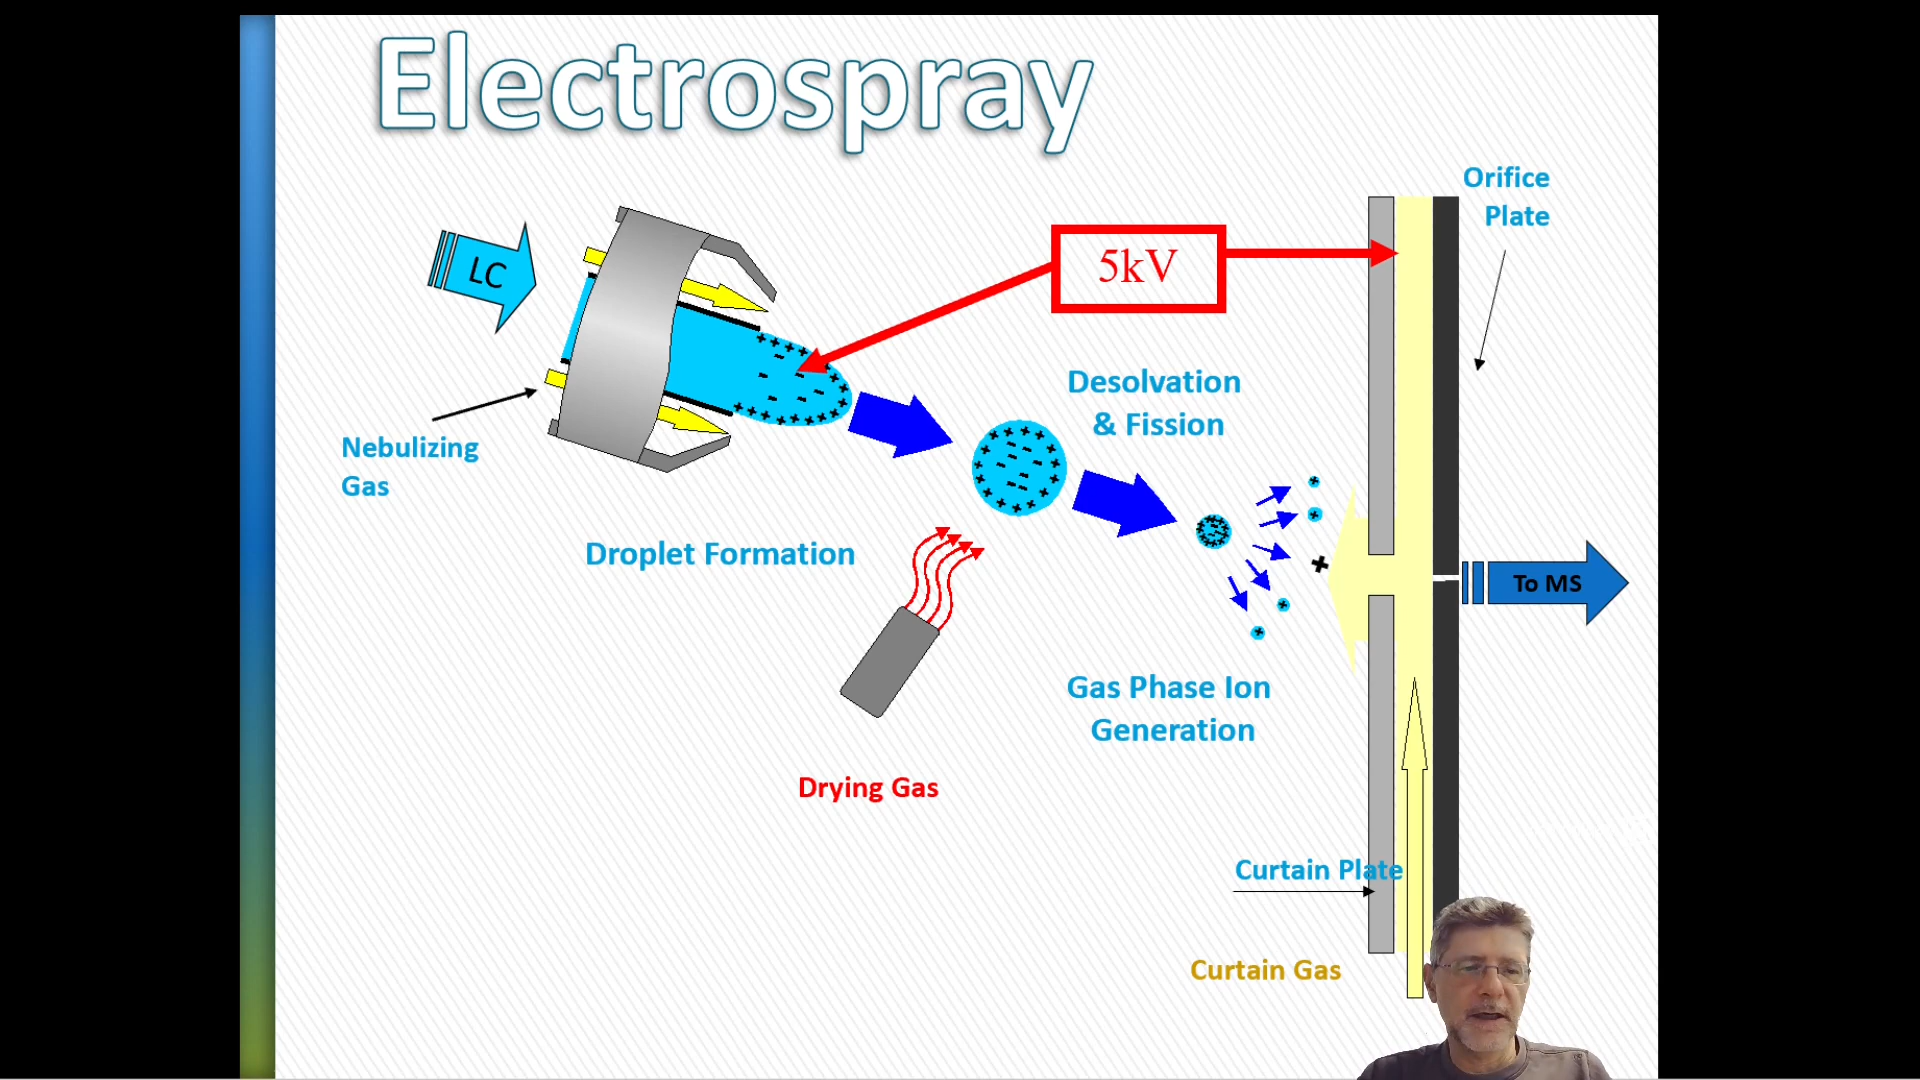 Electrospray
Orifice
Plate
LC
5kV
Desolvation
& Fission
Nebulizing
Gas
Droplet Formation
To MS
Gas Phase Ion
Generation
Drying Gas
Curtain Plate
Curtain Gas